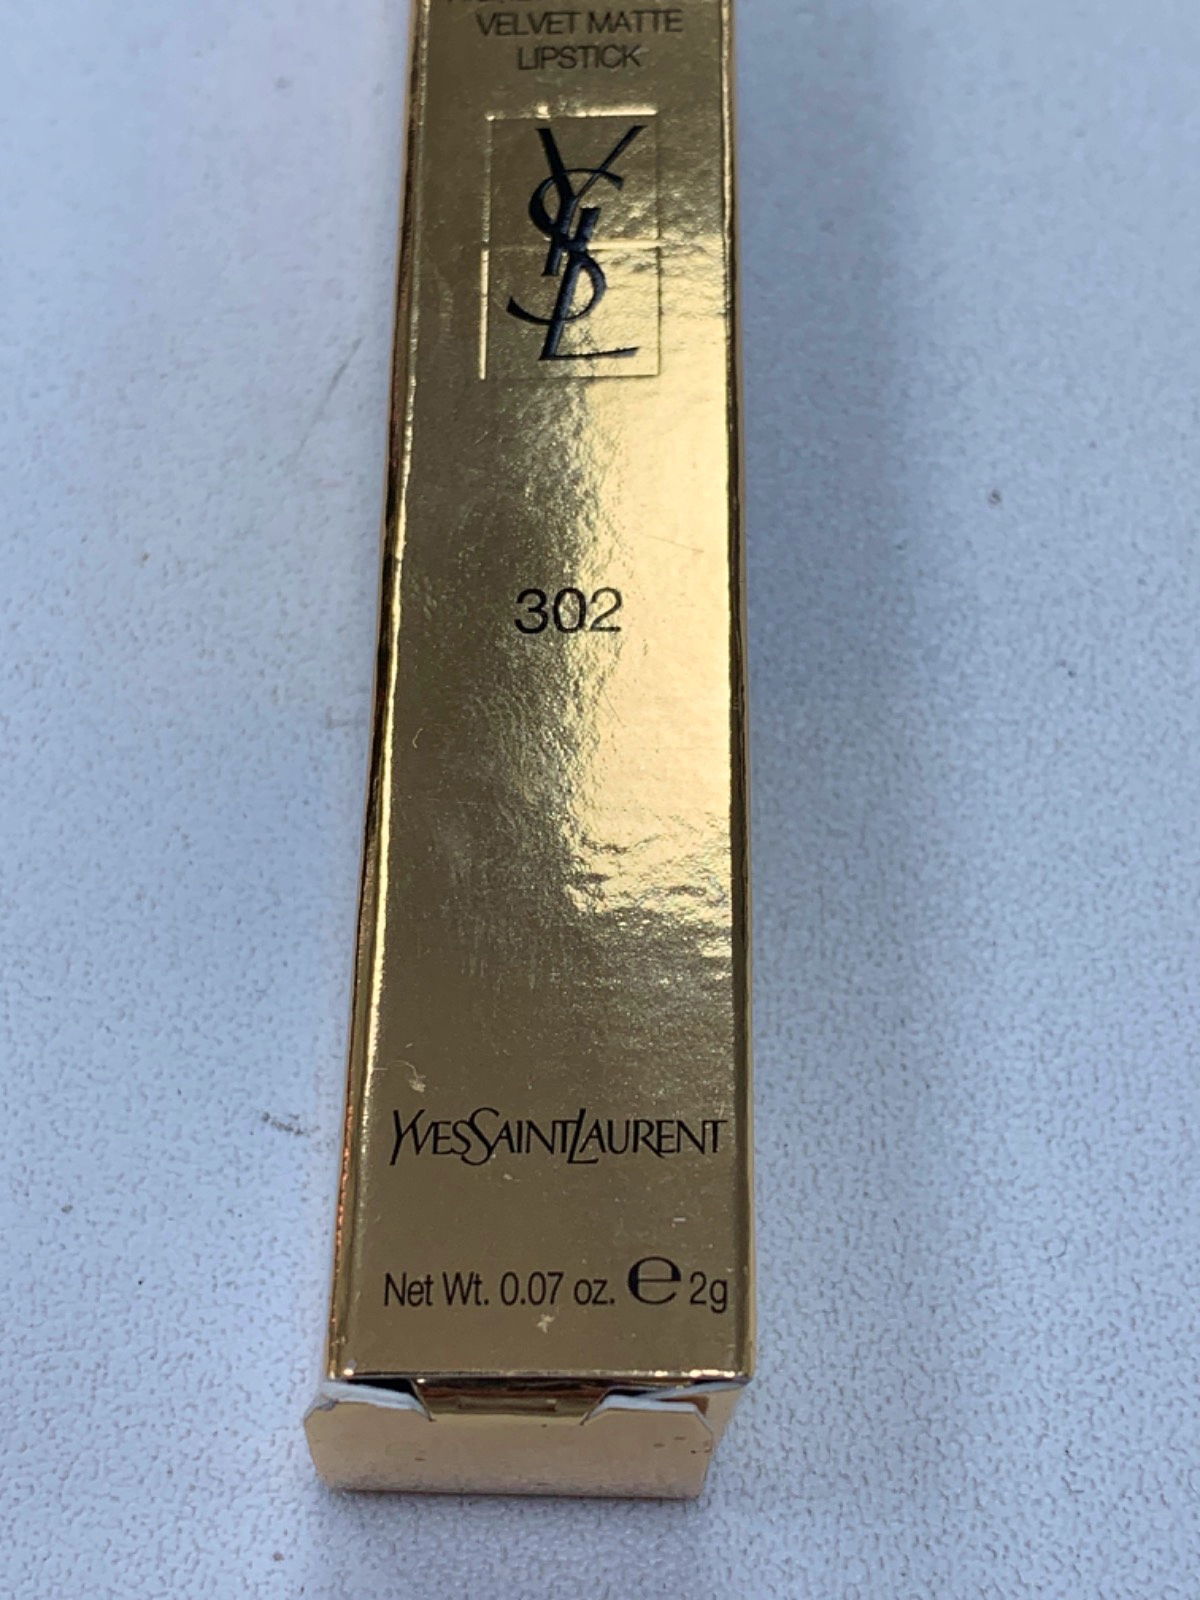 VELVET MATTE
LIPSTICK
YSL
302
YVESSAINTLAURENT
Net Wt. 0.07 oz. ℮ 2g